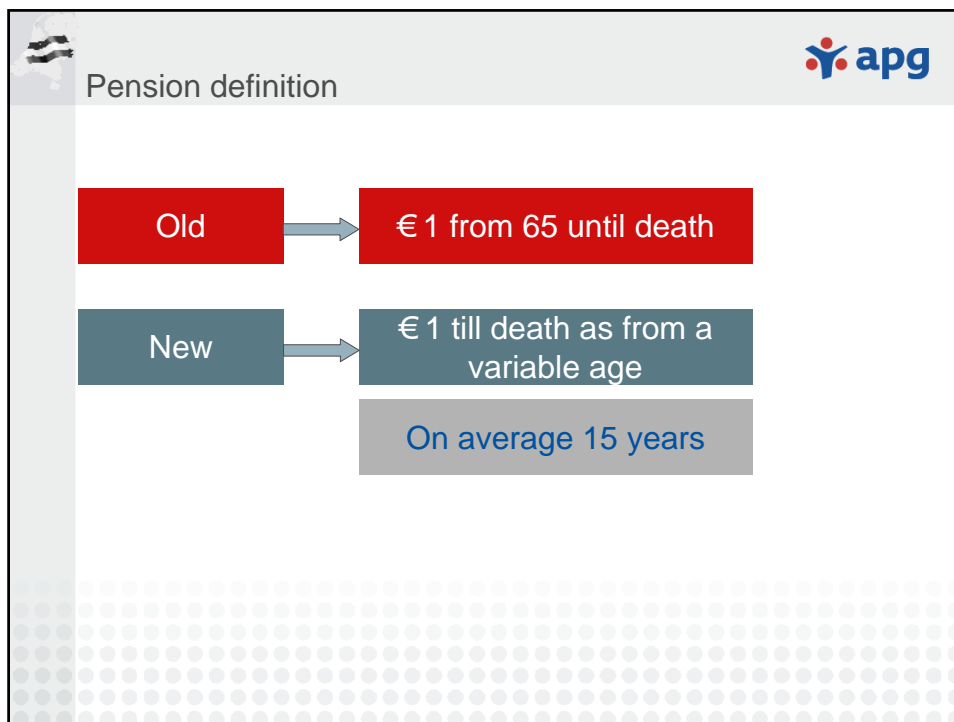 apg
Pension definition
Old
€ 1 from 65 until death
New
€ 1 till death as from a
variable age
On average 15 years